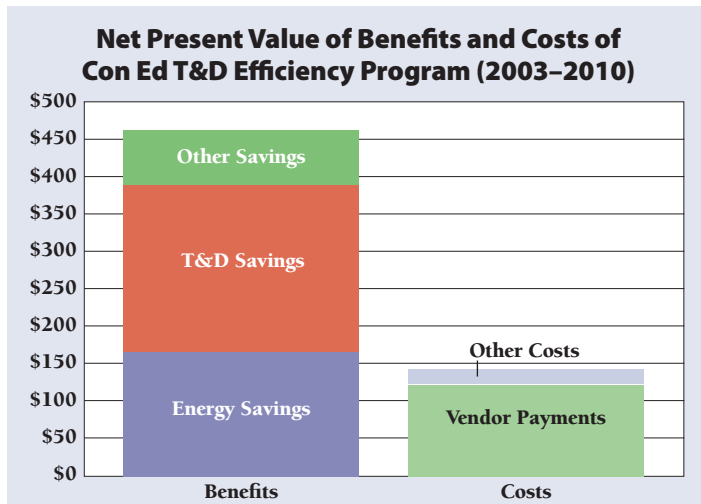 Net Present Value of Benefits and Costs of
Con Ed T&D Efficiency Program (2003–2010)
$500
$450
$400
$350
$300
$250
$200
$150
$100
$50
$0
Other Savings
T&D Savings
Energy Savings
Other Costs
Vendor Payments
Benefits
Costs